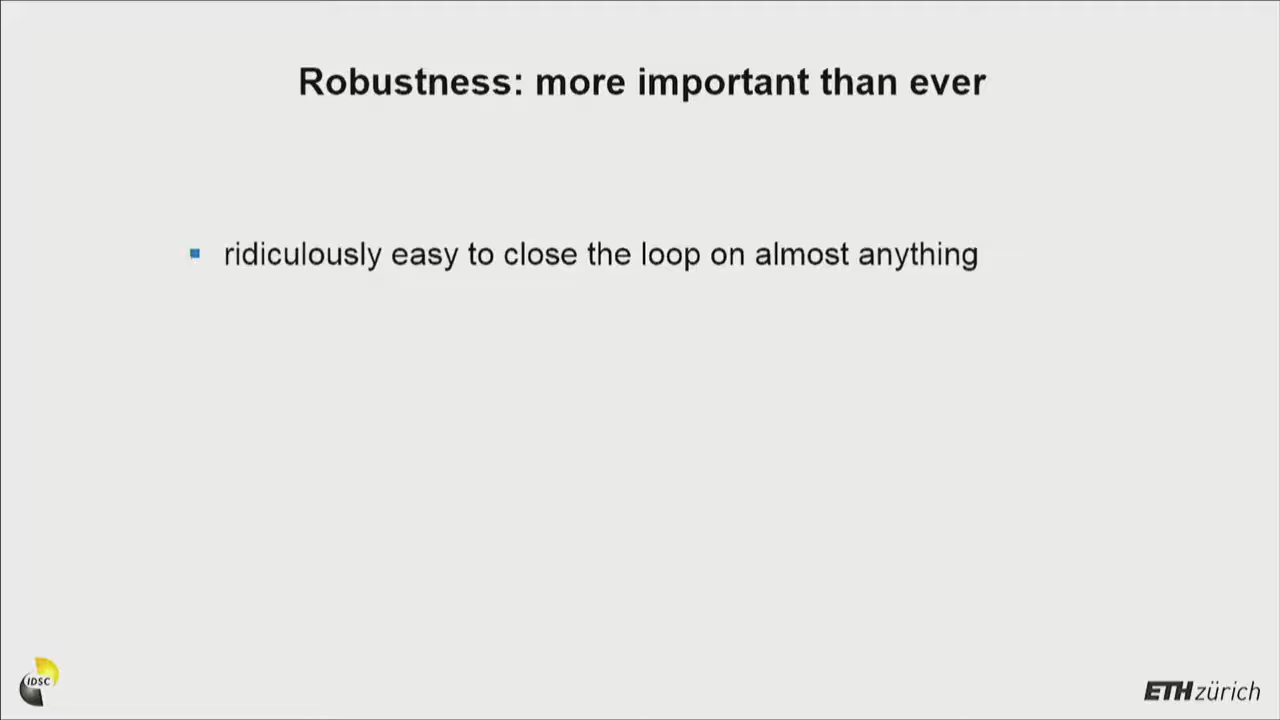 Robustness: more important than ever
ridiculously easy to close the loop on almost anything
IDSC
ETH zürich